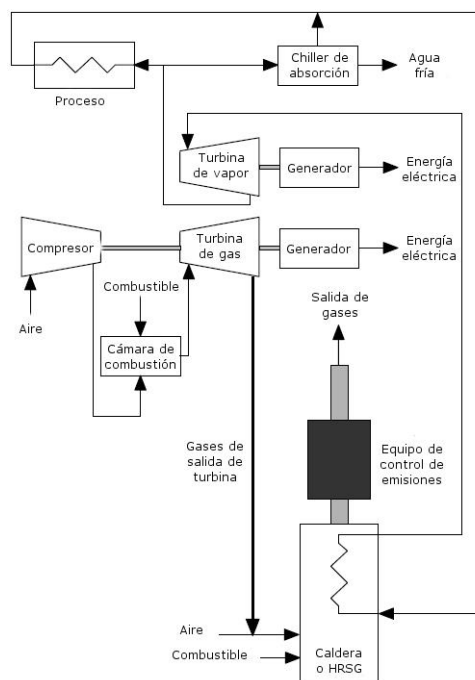 Proceso
Chiller de
absorción
Agua
fría
Turbina
de vapor
Generador
Energía
eléctrica
Compresor
Turbina
de gas
Generador
Energía
eléctrica
Aire
Combustible
Cámara de
combustión
Salida de
gases
Gases de
salida de
turbina
Equipo de
control de
emisiones
Aire
Combustible
Caldera
o HRSG